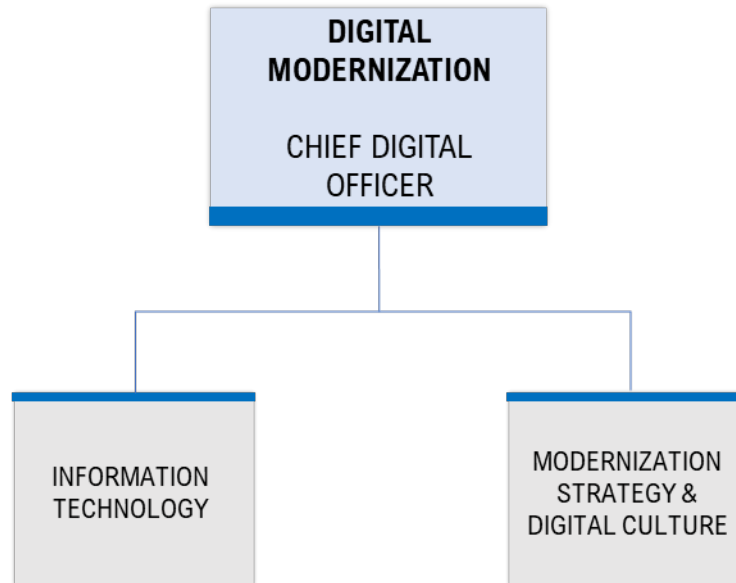 DIGITAL
MODERNIZATION
CHIEF DIGITAL
OFFICER
INFORMATION
TECHNOLOGY
MODERNIZATION
STRATEGY &
DIGITAL CULTURE